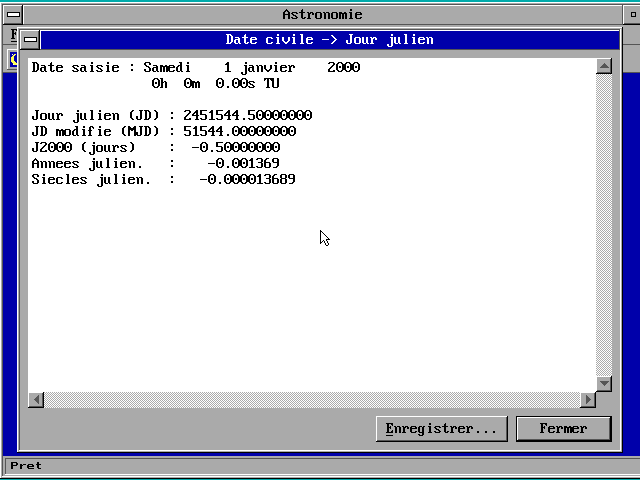 Astronomie
Date civile -> Jour julien
Date saisie : Samedi    1 janvier    2000
0h  0m  0.00s TU
Jour julien (JD) : 2451544.50000000
JD modifie (MJD) : 51544.00000000
J2000 (jours)    :  -0.50000000
Annees julien.   :    -0.001369
Siecles julien.  :   -0.000013689
Enregistrer...
Fermer
Pret